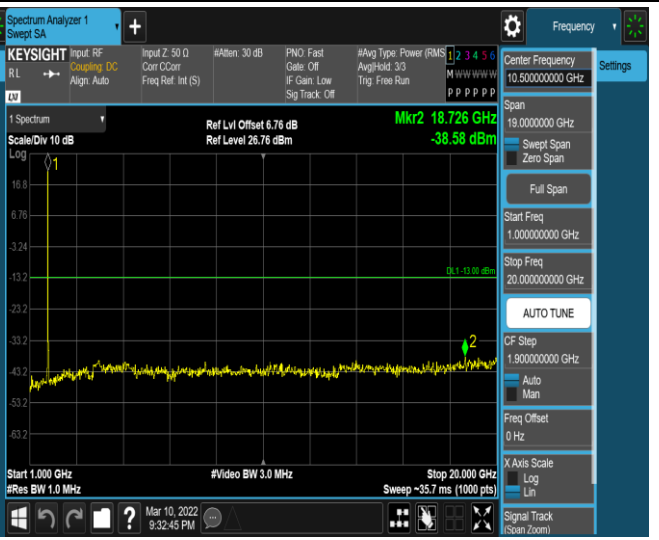 Spectrum Analyzer 1
Swept SA
+
Frequency
KEYSIGHT
RL
Input: RF
Coupling: DC
Align: Auto
Input Z: 50 Ω
Corr CCorr
Freq Ref: Int (S)
#Atten: 30 dB
PNO: Fast
Gate: Off
IF Gain: Low
Sig Track: Off
#Avg Type: Power (RMS
Avg|Hold: 3/3
Trig: Free Run
1 2 3 4 5 6
M W W W W W
P P P P P P
LXI
1 Spectrum
Scale/Div 10 dB
Ref Lvl Offset 6.76 dB
Ref Level 26.76 dBm
Mkr2 18.726 GHz
-38.58 dBm
Log
1
16.8
6.76
-3.24
-13.2
DL1 -13.00 dBm
-23.2
-33.2
2
-43.2
-53.2
-63.2
Start 1.000 GHz
#Video BW 3.0 MHz
Stop 20.000 GHz
#Res BW 1.0 MHz
Sweep ~35.7 ms (1000 pts)
?
Mar 10, 2022
9:32:45 PM
Center Frequency
10.500000000 GHz
Settings
Span
19.0000000 GHz
Swept Span
Zero Span
Full Span
Start Freq
1.000000000 GHz
Stop Freq
20.000000000 GHz
AUTO TUNE
CF Step
1.900000000 GHz
Auto
Man
Freq Offset
0 Hz
X Axis Scale
Log
Lin
Signal Track
(Span Zoom)